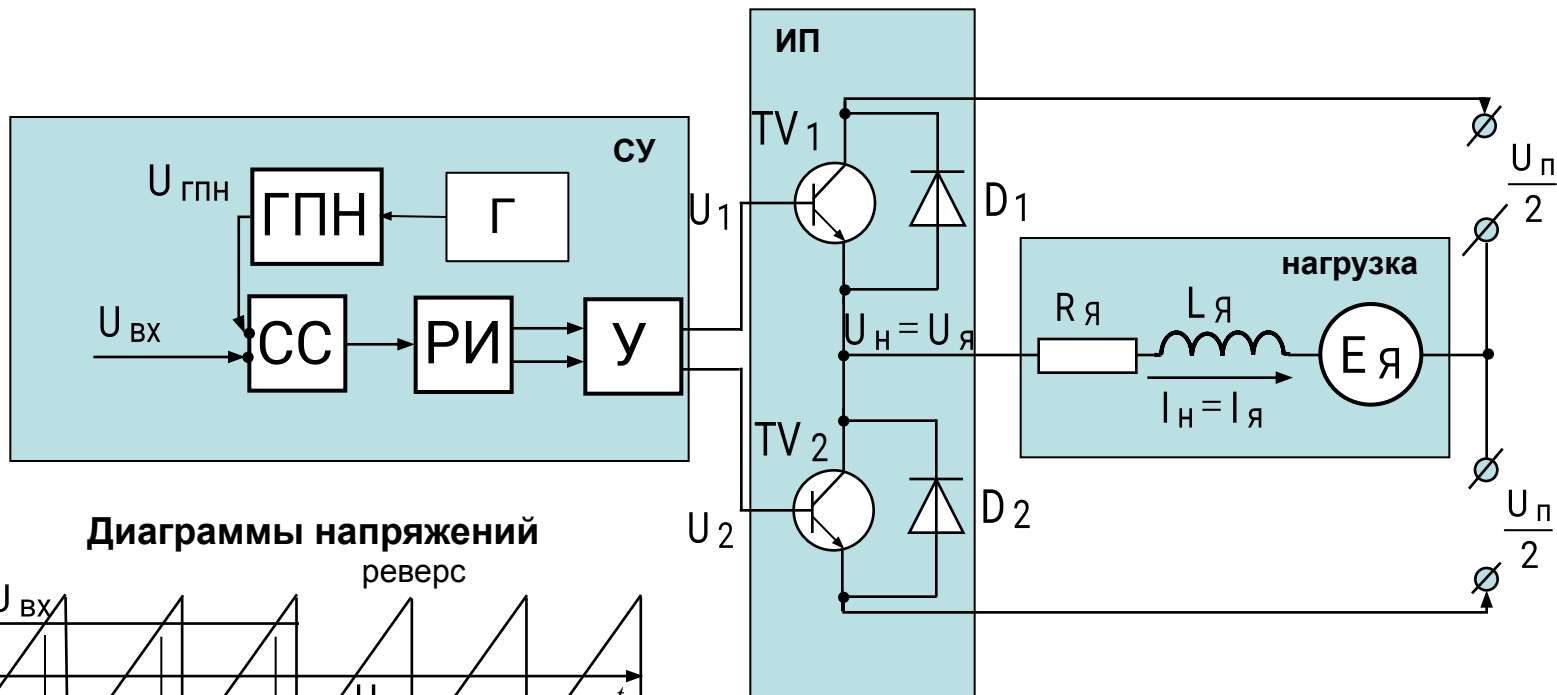 ИП
СУ
U ГПН
ГПН
Г
U ВХ
СС
РИ
У
U 1
U 2
TV 1
D 1
U Н = U Я
TV 2
D 2
нагрузка
R Я
L Я
E Я
I Н = I Я
U П
2
U П
2
Диаграммы напряжений
реверс
U ВХ